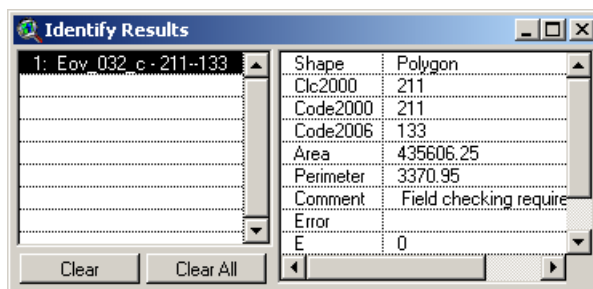 Identify Results
1: Eov_032_c - 211--133
Shape Polygon
Clc2000 211
Code2000 211
Code2006 133
Area 435606.25
Perimeter 3370.95
Comment Field checking require
Error
E 0
Clear Clear All